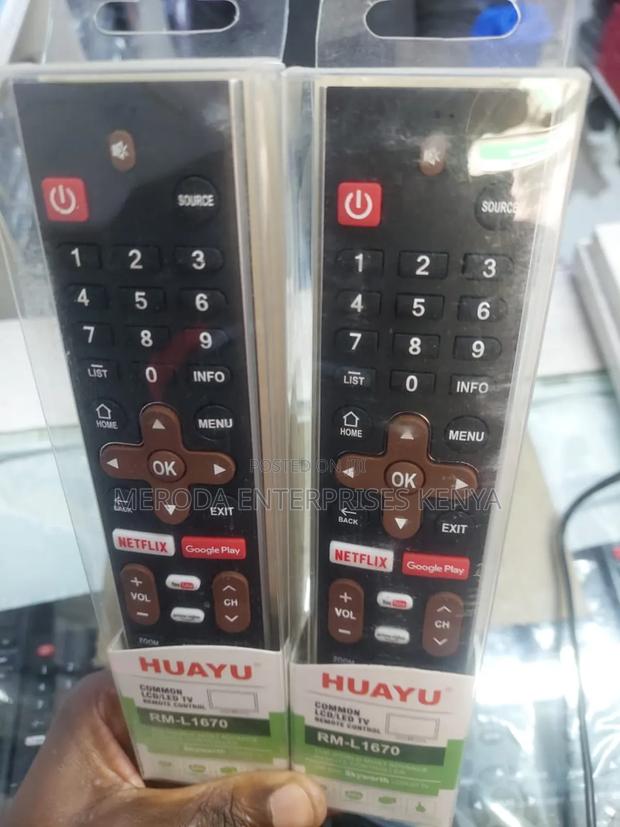 SOURCE
1 2 3
4 5 6
7 8 9
LIST 0 INFO
HOME MENU
OK
BACK EXIT
NETFLIX Google Play
+ YouTube ^
VOL CH
-
ZOOM
HUAYU®
COMMON
LCD/LED TV
REMOTE CONTROL
RM-L1670
SOURCE
1 2 3
4 5 6
7 8 9
LIST 0 INFO
HOME MENU
OK
BACK EXIT
NETFLIX Google Play
+ YouTube ^
VOL CH
-
HUAYU®
COMMON
LCD/LED TV
REMOTE CONTROL
RM-L1670
Skyworth
POSTED ON JIJI
MERODA ENTERPRISES KENYA